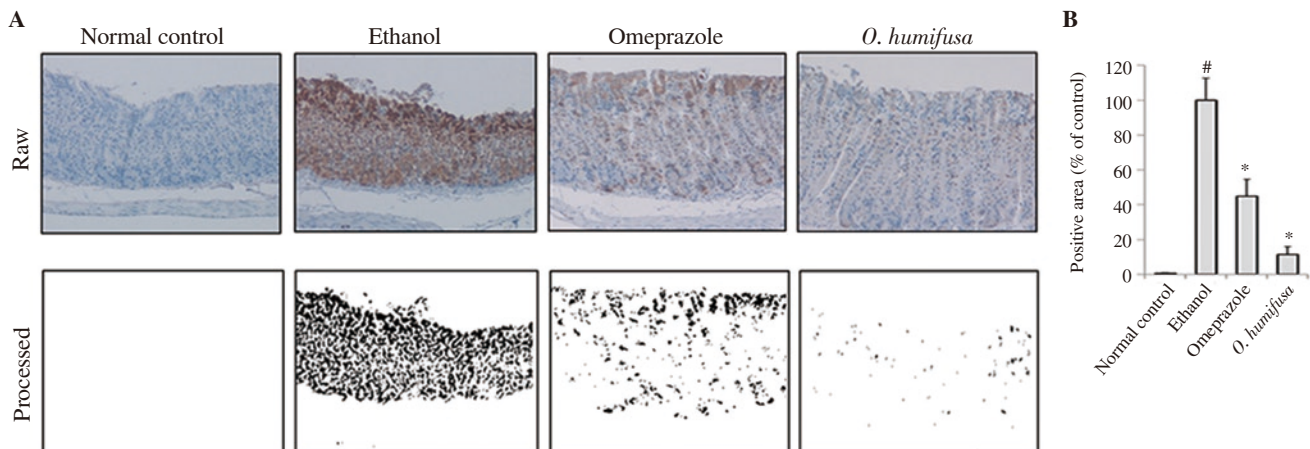 A
Normal control
Ethanol
Omeprazole
O. humifusa
Raw
Processed
B
Positive area (% of control)
120
100
80
60
40
20
0
#
*
*
Normal control
Ethanol
Omeprazole
O. humifusa